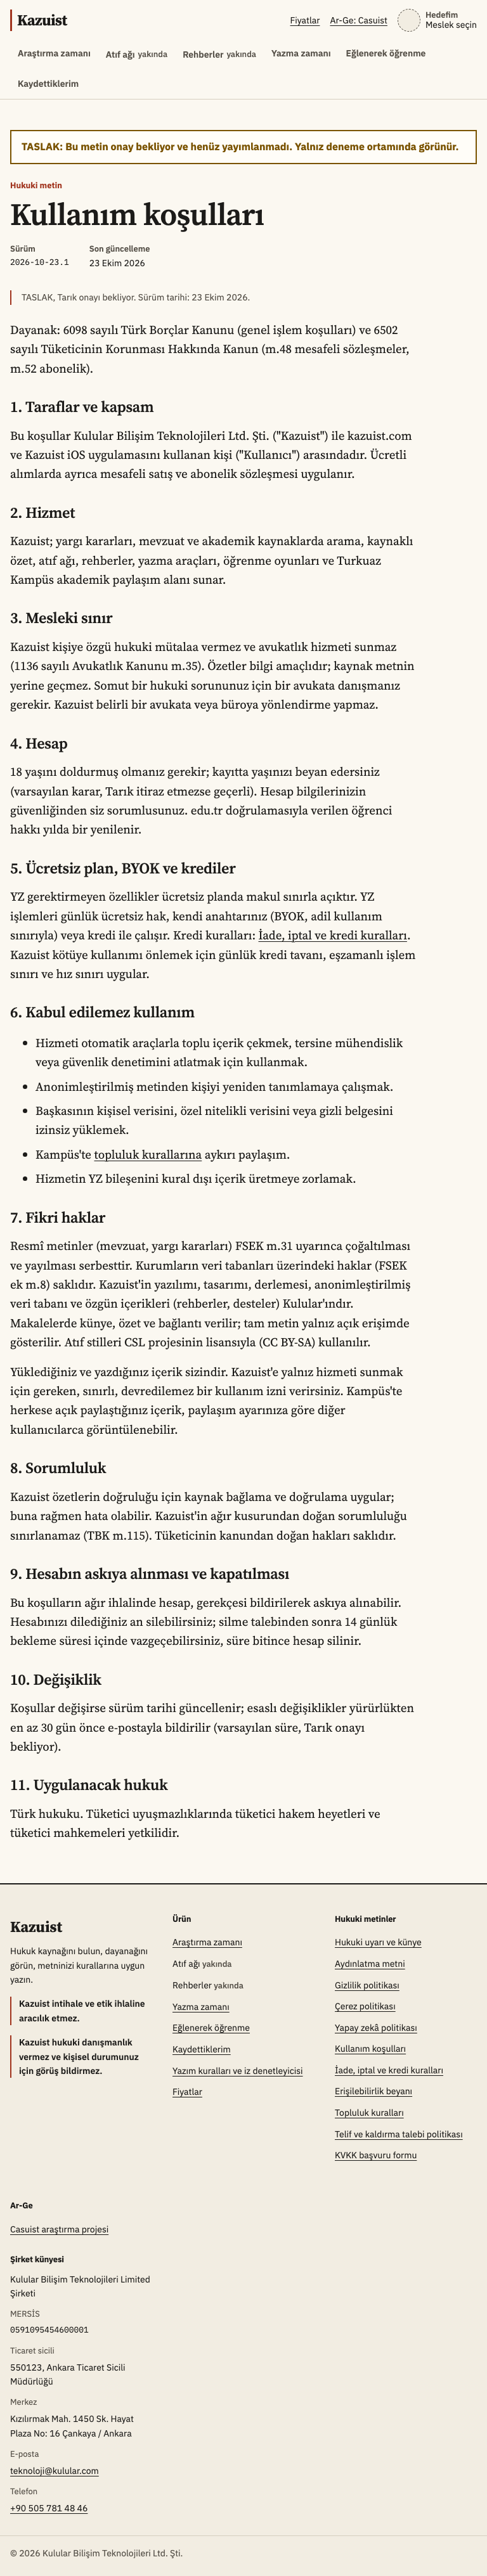 Kazuist
Fiyatlar
Ar-Ge: Casuist
Hedefim
Meslek seçin
Araştırma zamanı
Atıf ağı yakında
Rehberler yakında
Yazma zamanı
Eğlenerek öğrenme
Kaydettiklerim
TASLAK: Bu metin onay bekliyor ve henüz yayımlanmadı. Yalnız deneme ortamında görünür.
Hukuki metin
Kullanım koşulları
Sürüm
2026-10-23.1
Son güncelleme
23 Ekim 2026
TASLAK, Tarık onayı bekliyor. Sürüm tarihi: 23 Ekim 2026.
Dayanak: 6098 sayılı Türk Borçlar Kanunu (genel işlem koşulları) ve 6502
sayılı Tüketicinin Korunması Hakkında Kanun (m.48 mesafeli sözleşmeler,
m.52 abonelik).
1. Taraflar ve kapsam
Bu koşullar Kulular Bilişim Teknolojileri Ltd. Şti. ("Kazuist") ile kazuist.com
ve Kazuist iOS uygulamasını kullanan kişi ("Kullanıcı") arasındadır. Ücretli
alımlarda ayrıca mesafeli satış ve abonelik sözleşmesi uygulanır.
2. Hizmet
Kazuist; yargı kararları, mevzuat ve akademik kaynaklarda arama, kaynaklı
özet, atıf ağı, rehberler, yazma araçları, öğrenme oyunları ve Turkuaz
Kampüs akademik paylaşım alanı sunar.
3. Mesleki sınır
Kazuist kişiye özgü hukuki mütalaa vermez ve avukatlık hizmeti sunmaz
(1136 sayılı Avukatlık Kanunu m.35). Özetler bilgi amaçlıdır; kaynak metnin
yerine geçmez. Somut bir hukuki sorununuz için bir avukata danışmanız
gerekir. Kazuist belirli bir avukata veya büroya yönlendirme yapmaz.
4. Hesap
18 yaşını doldurmuş olmanız gerekir; kayıtta yaşınızı beyan edersiniz
(varsayılan karar, Tarık itiraz etmezse geçerli). Hesap bilgilerinizin
güvenliğinden siz sorumlusunuz. edu.tr doğrulamasıyla verilen öğrenci
hakkı yılda bir yenilenir.
5. Ücretsiz plan, BYOK ve krediler
YZ gerektirmeyen özellikler ücretsiz planda makul sınırla açıktır. YZ
işlemleri günlük ücretsiz hak, kendi anahtarınız (BYOK, adil kullanım
sınırıyla) veya kredi ile çalışır. Kredi kuralları: İade, iptal ve kredi kuralları.
Kazuist kötüye kullanımı önlemek için günlük kredi tavanı, eşzamanlı işlem
sınırı ve hız sınırı uygular.
6. Kabul edilemez kullanım
Hizmeti otomatik araçlarla toplu içerik çekmek, tersine mühendislik
veya güvenlik denetimini atlatmak için kullanmak.
Anonimleştirilmiş metinden kişiyi yeniden tanımlamaya çalışmak.
Başkasının kişisel verisini, özel nitelikli verisini veya gizli belgesini
izinsiz yüklemek.
Kampüs'te topluluk kurallarına aykırı paylaşım.
Hizmetin YZ bileşenini kural dışı içerik üretmeye zorlamak.
7. Fikri haklar
Resmî metinler (mevzuat, yargı kararları) FSEK m.31 uyarınca çoğaltılması
ve yayılması serbesttir. Kurumların veri tabanları üzerindeki haklar (FSEK
ek m.8) saklıdır. Kazuist'in yazılımı, tasarımı, derlemesi, anonimleştirilmiş
veri tabanı ve özgün içerikleri (rehberler, desteler) Kulular'ındır.
Makalelerde künye, özet ve bağlantı verilir; tam metin yalnız açık erişimde
gösterilir. Atıf stilleri CSL projesinin lisansıyla (CC BY-SA) kullanılır.
Yüklediğiniz ve yazdığınız içerik sizindir. Kazuist'e yalnız hizmeti sunmak
için gereken, sınırlı, devredilemez bir kullanım izni verirsiniz. Kampüs'te
herkese açık paylaştığınız içerik, paylaşım ayarınıza göre diğer
kullanıcılarca görüntülenebilir.
8. Sorumluluk
Kazuist özetlerin doğruluğu için kaynak bağlama ve doğrulama uygular;
buna rağmen hata olabilir. Kazuist'in ağır kusurundan doğan sorumluluğu
sınırlanamaz (TBK m.115). Tüketicinin kanundan doğan hakları saklıdır.
9. Hesabın askıya alınması ve kapatılması
Bu koşulların ağır ihlalinde hesap, gerekçesi bildirilerek askıya alınabilir.
Hesabınızı dilediğiniz an silebilirsiniz; silme talebinden sonra 14 günlük
bekleme süresi içinde vazgeçebilirsiniz, süre bitince hesap silinir.
10. Değişiklik
Koşullar değişirse sürüm tarihi güncellenir; esaslı değişiklikler yürürlükten
en az 30 gün önce e-postayla bildirilir (varsayılan süre, Tarık onayı
bekliyor).
11. Uygulanacak hukuk
Türk hukuku. Tüketici uyuşmazlıklarında tüketici hakem heyetleri ve
tüketici mahkemeleri yetkilidir.
Kazuist
Hukuk kaynağını bulun, dayanağını
görün, metninizi kurallarına uygun
yazın.
Kazuist intihale ve etik ihlaline
aracılık etmez.
Kazuist hukuki danışmanlık
vermez ve kişisel durumunuz
için görüş bildirmez.
Ürün
Araştırma zamanı
Atıf ağı yakında
Rehberler yakında
Yazma zamanı
Eğlenerek öğrenme
Kaydettiklerim
Yazım kuralları ve iz denetleyicisi
Fiyatlar
Hukuki metinler
Hukuki uyarı ve künye
Aydınlatma metni
Gizlilik politikası
Çerez politikası
Yapay zekâ politikası
Kullanım koşulları
İade, iptal ve kredi kuralları
Erişilebilirlik beyanı
Topluluk kuralları
Telif ve kaldırma talebi politikası
KVKK başvuru formu
Ar-Ge
Casuist araştırma projesi
Şirket künyesi
Kulular Bilişim Teknolojileri Limited
Şirketi
MERSİS
0591095454600001
Ticaret sicili
550123, Ankara Ticaret Sicili
Müdürlüğü
Merkez
Kızılırmak Mah. 1450 Sk. Hayat
Plaza No: 16 Çankaya / Ankara
E-posta
teknoloji@kulular.com
Telefon
+90 505 781 48 46
© 2026 Kulular Bilişim Teknolojileri Ltd. Şti.